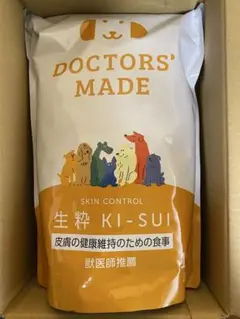 DOCTORS'
MADE
SKIN CONTROL
生粋 KI-SUI
皮膚の健康維持のための食事
獣医師推薦